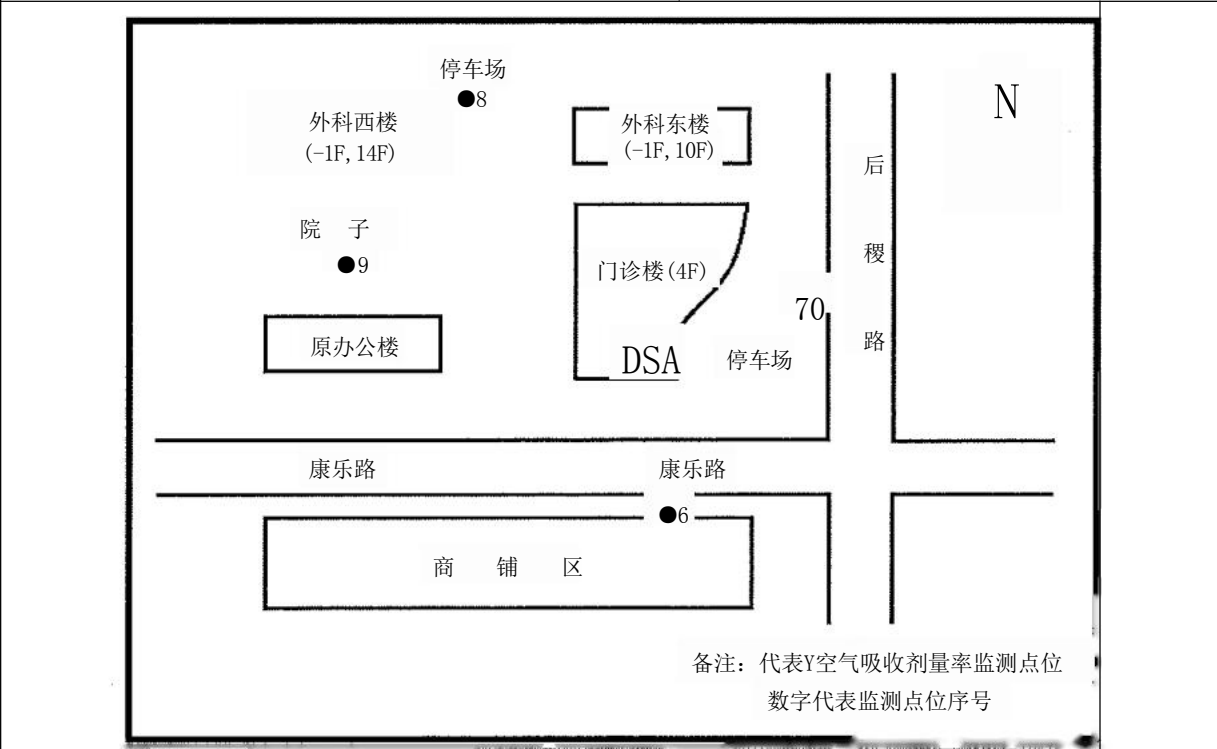 停车场
●8
外科西楼
(-1F,14F)
外科东楼
(-1F,10F)
N
后稷路
院 子
●9
门诊楼(4F)
70
原办公楼
DSA
停车场
康乐路
康乐路
●6
商 铺 区
备注：代表Y空气吸收剂量率监测点位
数字代表监测点位序号